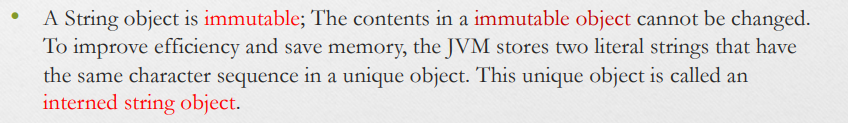 • A String object is immutable; The contents in a immutable object cannot be changed.
To improve efficiency and save memory, the JVM stores two literal strings that have
the same character sequence in a unique object. This unique object is called an
interned string object.